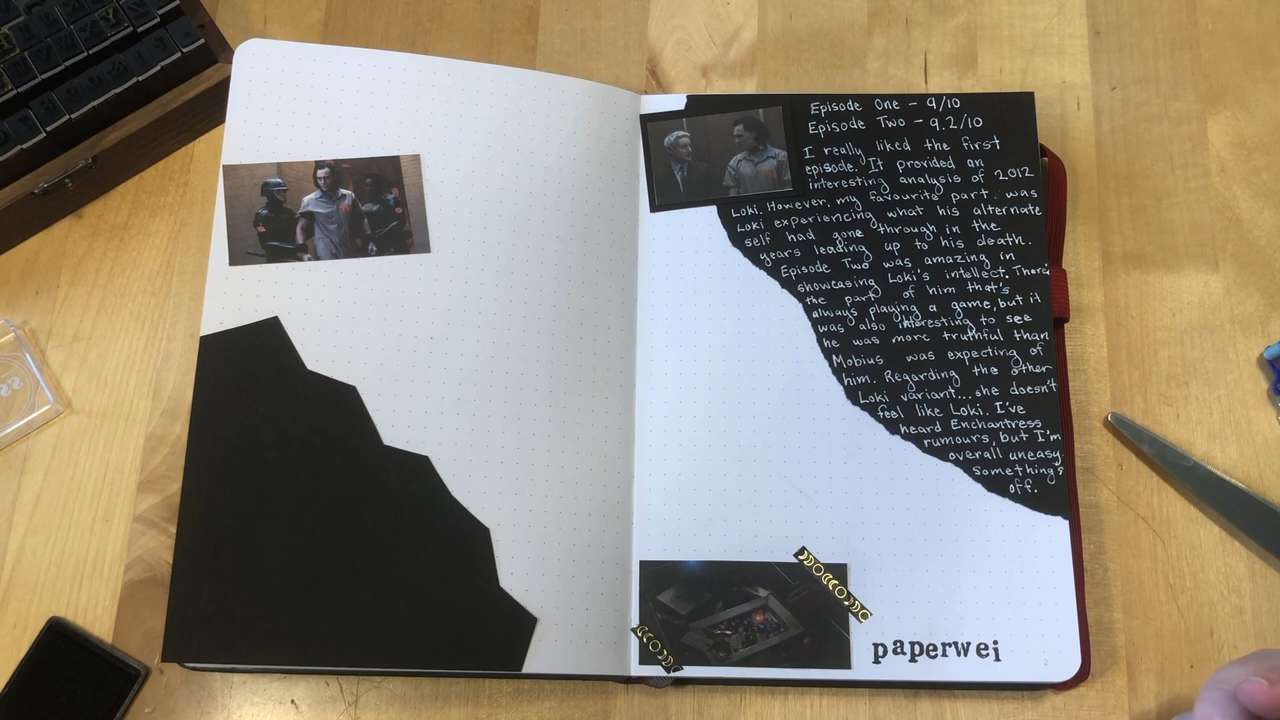 Episode One - 9/10
Episode Two - 9.2/10
I really liked the first
episode. It provided an
interesting analysis of 2012
Loki. However, my favourite part was
Loki experiencing what his alternate
self had gone through in the
years leading up to his death.
Episode Two was amazing in
showcasing Loki's intellect. There's
the part of him that's
always playing a game, but it
was also interesting to see
he was more truthful than
Mobius was expecting of
him. Regarding the other
Loki variant... she doesn't
feel like Loki. I've
heard Enchantress
rumours, but I'm
overall uneasy.
somethings
off.
paperwei
2